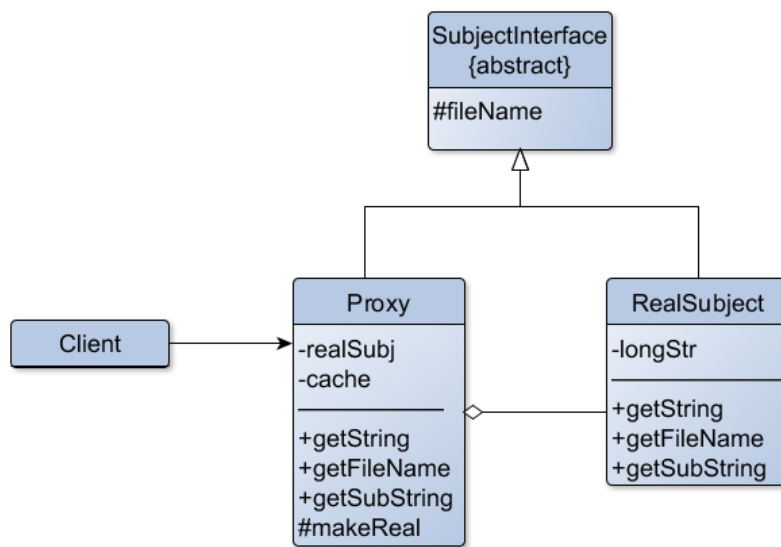 SubjectInterface
{abstract}
#fileName
Client
Proxy
-realSubj
-cache
+getString
+getFileName
+getSubString
#makeReal
RealSubject
-longStr
+getString
+getFileName
+getSubString